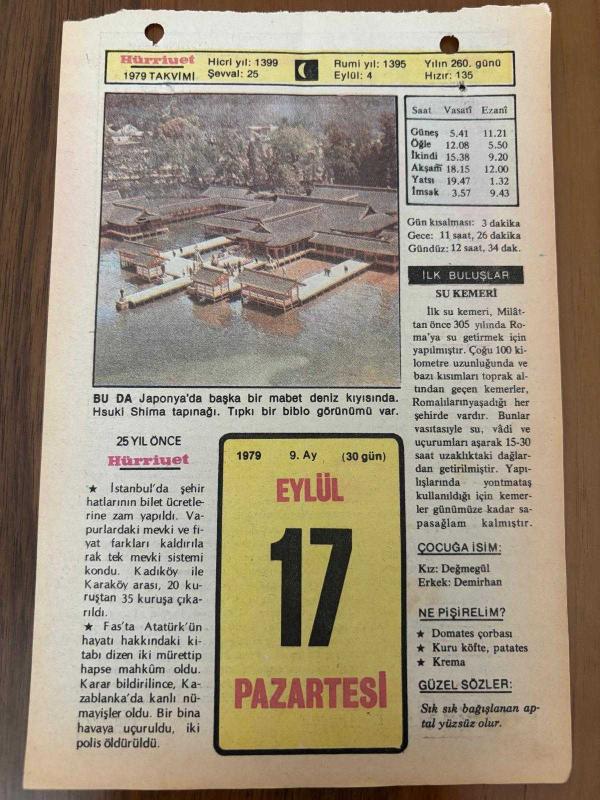 Hürriyet
1979 TAKVİMİ
Hicri yıl: 1399
Şevval: 25
Rumi yıl: 1395
Eylül: 4
Yılın 260. günü
Hızır: 135
Saat Vasatî Ezanî
Güneş 5.41 11.21
Öğle 12.08 5.50
İkindi 15.38 9.20
Akşam 18.15 12.00
Yatsı 19.47 1.32
İmsak 3.57 9.43
Gün kısalması: 3 dakika
Gece: 11 saat, 26 dakika
Gündüz: 12 saat, 34 dak.
İLK BULUŞLAR
SU KEMERİ
İlk su kemeri, Milât-
tan önce 305 yılında Ro-
ma'ya su getirmek için
yapılmıştır. Çoğu 100 ki-
lometre uzunluğunda ve
bazı kısımları toprak al-
tından geçen kemerler,
Romalılarınyaşadığı her
şehirde vardır. Bunlar
vasıtasiyle su, vâdi ve
uçurumları aşarak 15-30
saat uzaklıktaki dağlar-
dan getirilmiştir. Yapı-
lışlarında yontmataş
kullanıldığı için kemer-
ler günümüze kadar sa-
pasağlam kalmıştır.
ÇOCUĞA İSİM:
Kız: Değmegül
Erkek: Demirhan
NE PİŞİRELİM?
★ Domates çorbası
★ Kuru köfte, patates
★ Krema
GÜZEL SÖZLER:
Sık sık bağışlanan ap-
tal yüzsüz olur.
BU DA Japonya'da başka bir mabet deniz kıyısında.
Hsuki Shima tapınağı. Tıpkı bir biblo görünümü var.
25 YIL ÖNCE
Hürriyet
★ İstanbul'da şehir
hatlarının bilet ücretle-
rine zam yapıldı. Va-
purlardaki mevki ve fi-
yat farkları kaldırıla
rak tek mevki sistemi
kondu. Kadıköy ile
Karaköy arası, 20 ku-
ruştan 35 kuruşa çıka-
rıldı.
★ Fas'ta Atatürk'ün
hayatı hakkındaki ki-
tabı dizen iki mürettip
hapse mahkûm oldu.
Karar bildirilince, Ka-
zablanka'da kanlı nü-
mayişler oldu. Bir bina
havaya uçuruldu, iki
polis öldürüldü.
1979 9. Ay (30 gün)
EYLÜL
17
PAZARTESİ